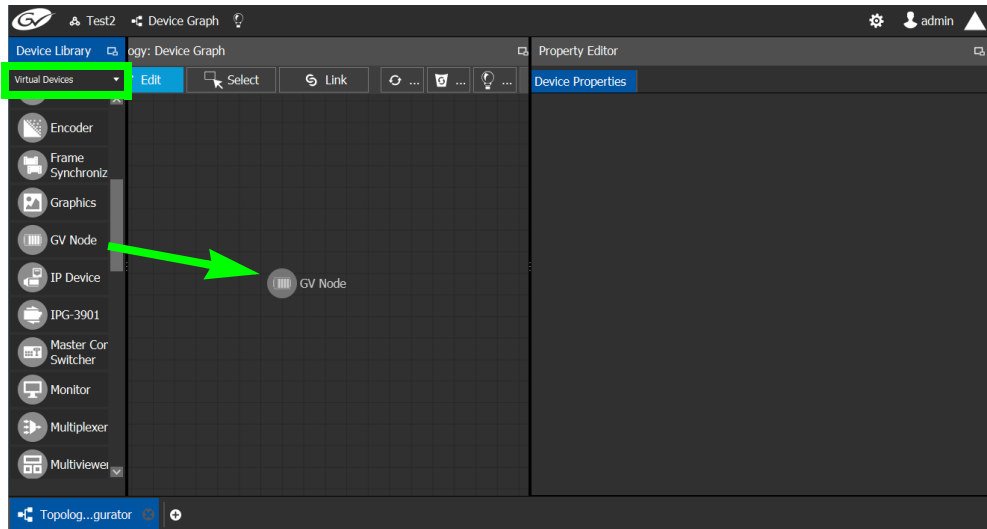 GV Test2 Device Graph admin
Device Library ogy: Device Graph Property Editor
Virtual Devices Edit Select Link ... ... ... Device Properties
Encoder
Frame
Synchroniz
Graphics
GV Node
IP Device
GV Node
IPG-3901
Master Cor
Switcher
Monitor
Multiplexer
Multiviewer
Topolog...gurator